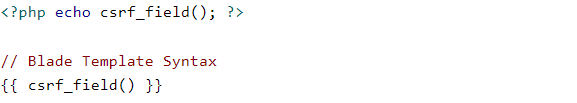 <?php echo csrf_field(); ?>
// Blade Template Syntax
{{ csrf_field() }}